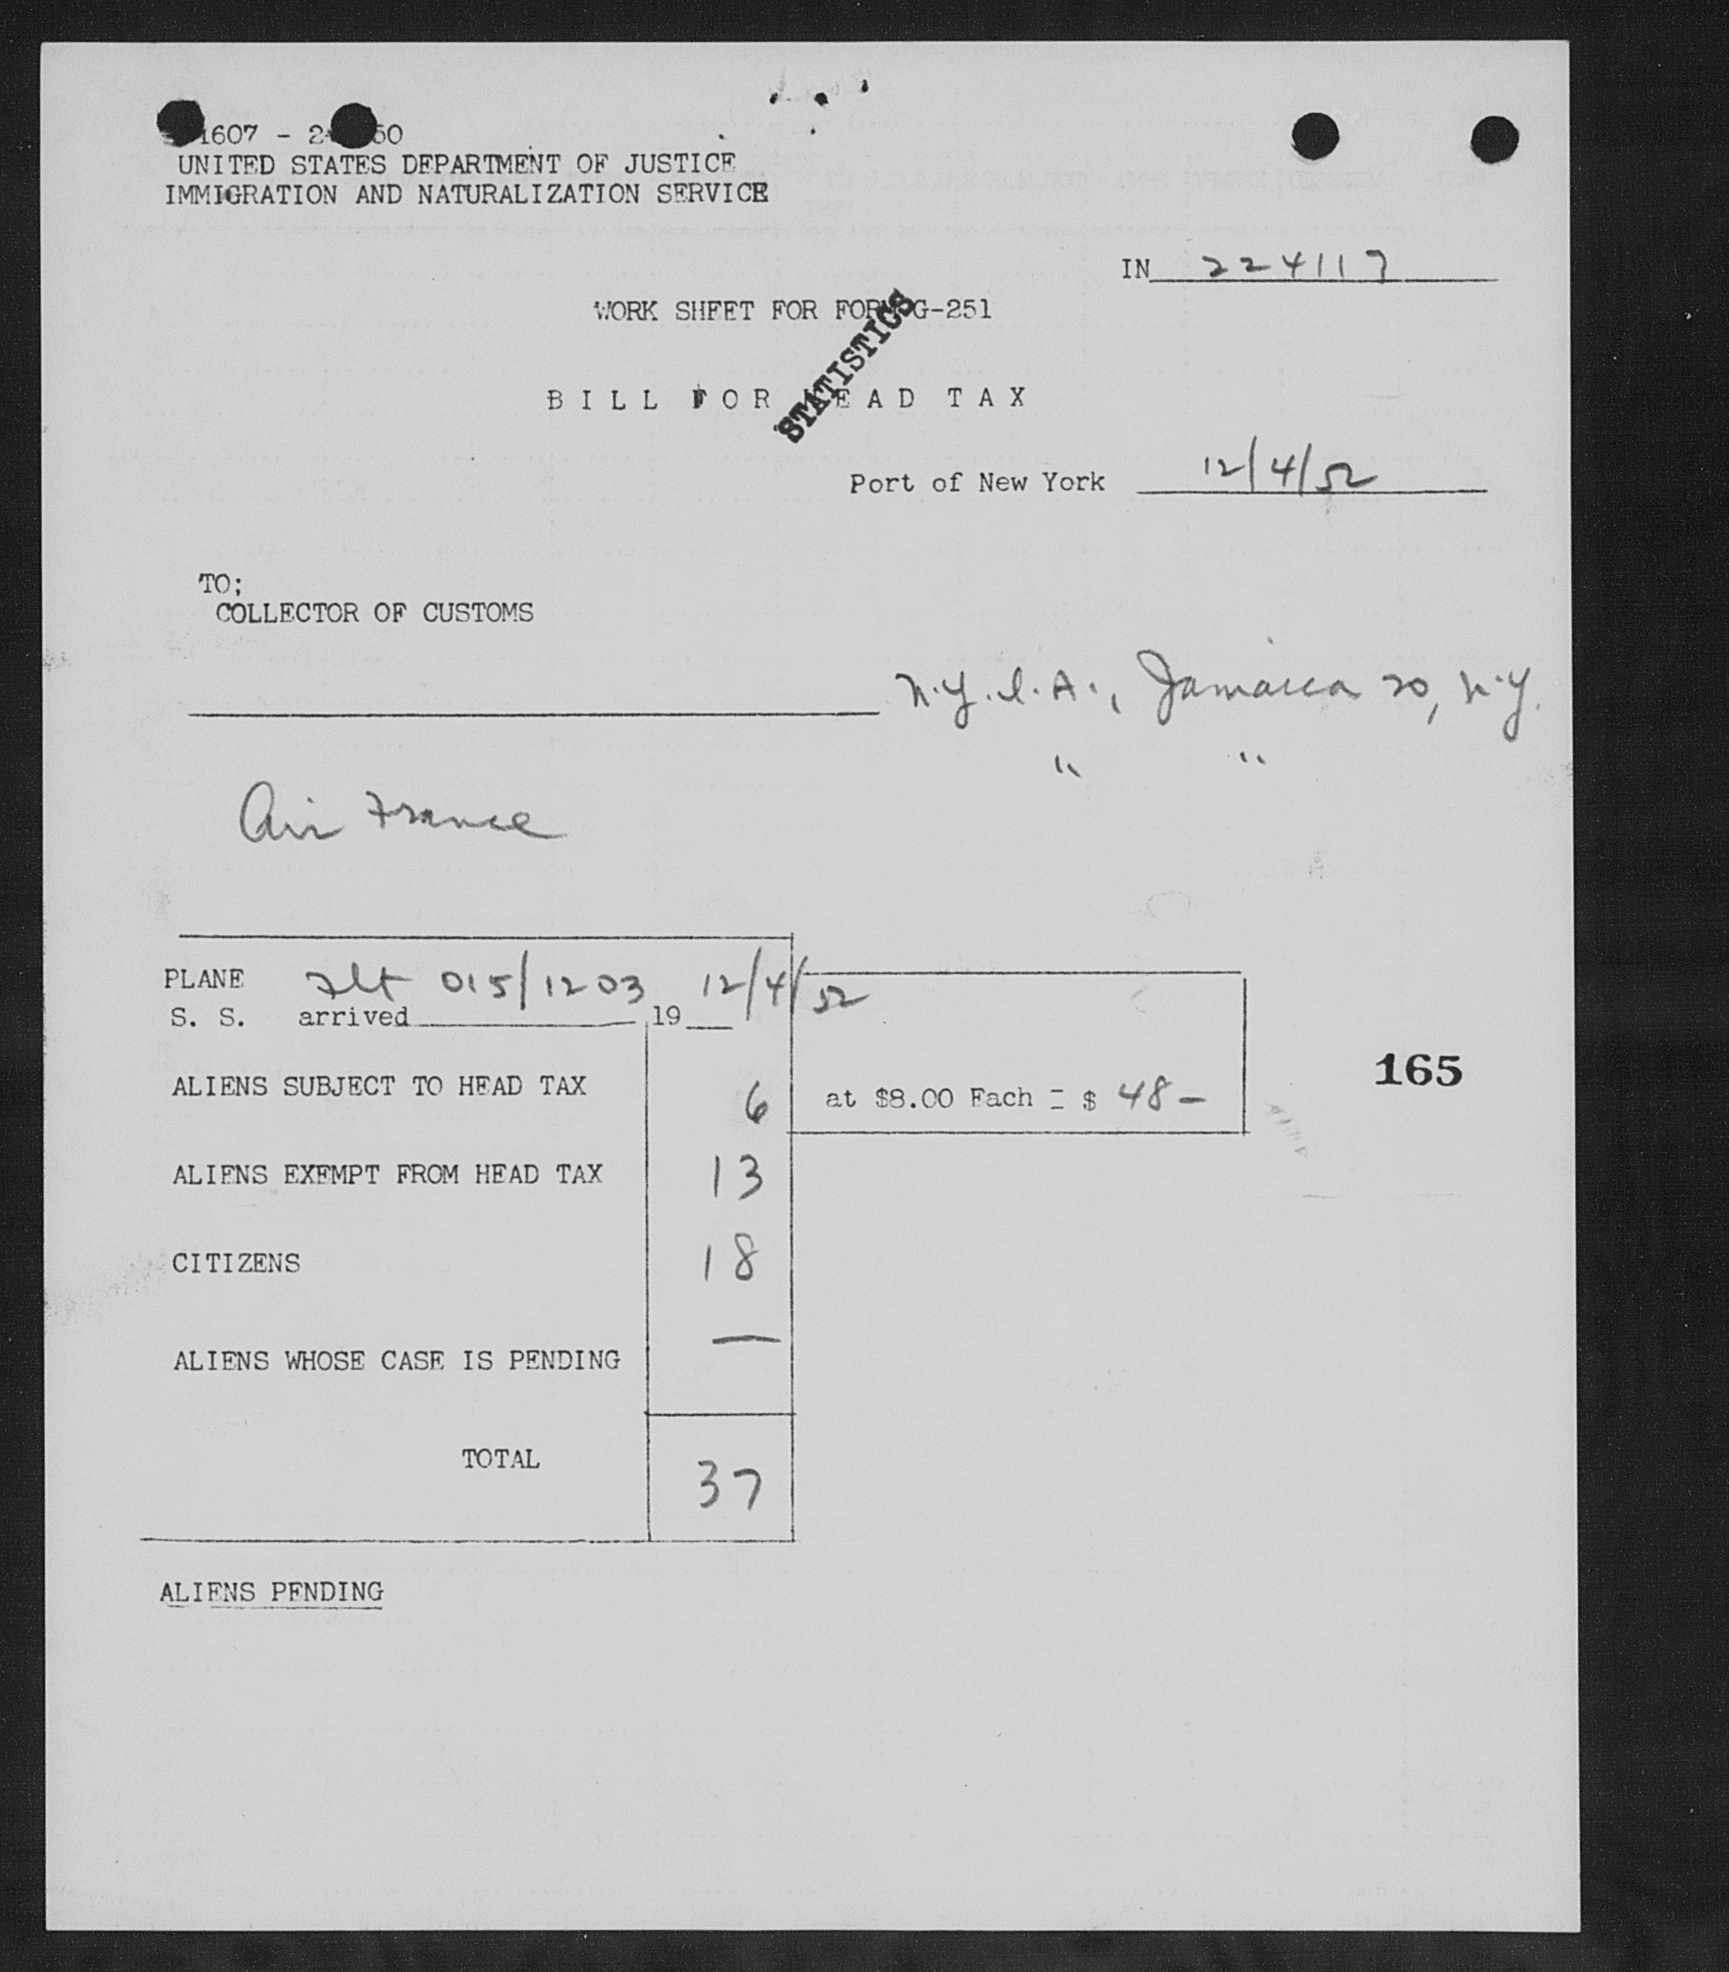 1607 - 2 60
UNITED STATES DEPARTMENT OF JUSTICE
IMMIGRATION AND NATURALIZATION SERVICE
IN 224117
WORK SHEET FOR FORM G-251
STATISTICS
BILL FOR HEAD TAX
Port of New York 12/4/52
TO;
COLLECTOR OF CUSTOMS
N.Y.I.A., Jamaica 20, N.Y.
" "
Air France
PLANE flt 015/1203 12/4/52
S. S. arrived , 19
ALIENS SUBJECT TO HEAD TAX 6 at $8.00 Each = $ 48 —
165
ALIENS EXEMPT FROM HEAD TAX 13
CITIZENS 18
ALIENS WHOSE CASE IS PENDING —
TOTAL 37
ALIENS PENDING